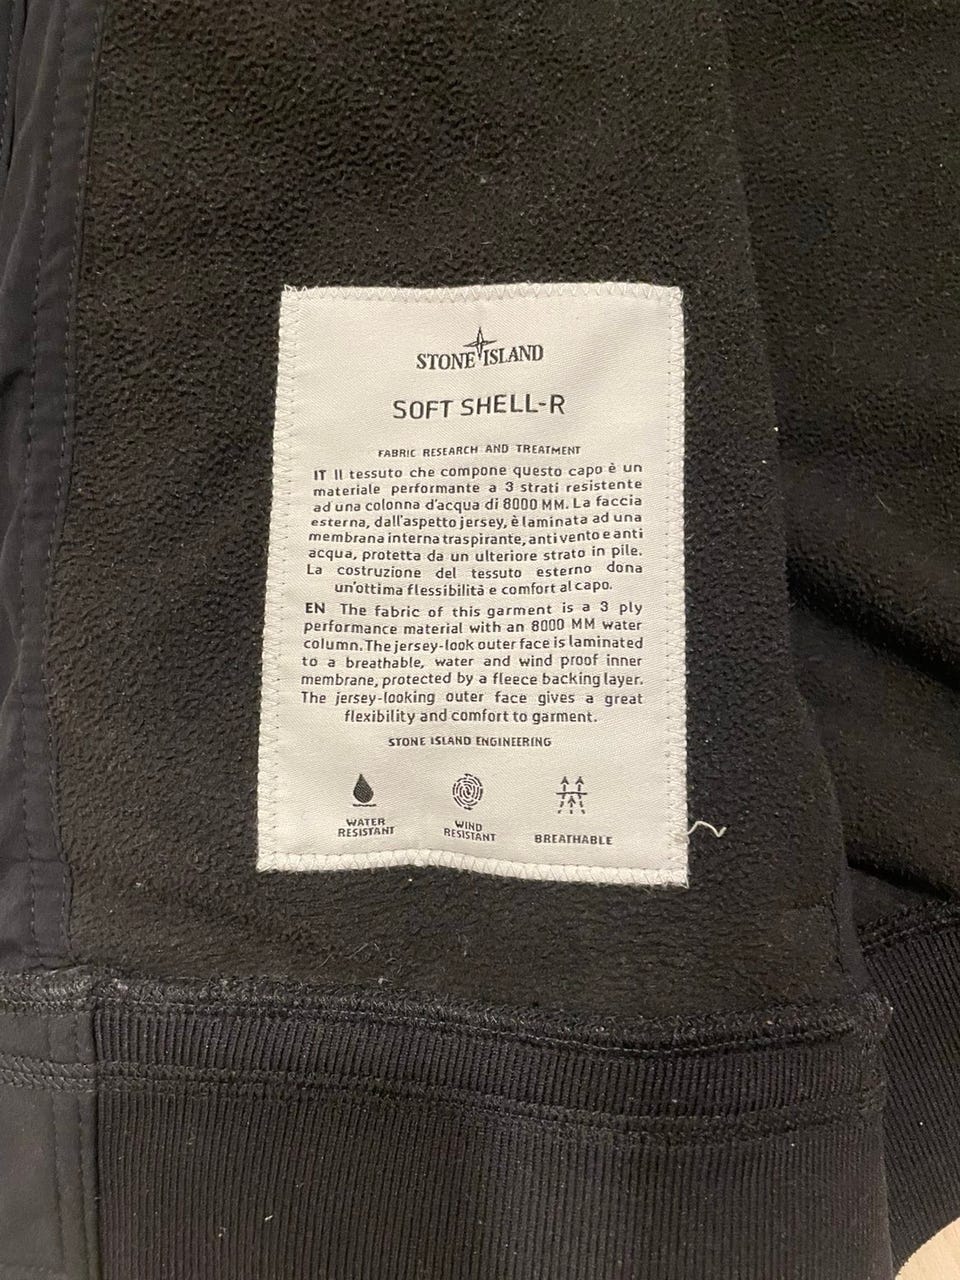 STONE ISLAND
SOFT SHELL-R
FABRIC RESEARCH AND TREATMENT
IT Il tessuto che compone questo capo è un
materiale performante a 3 strati resistente
ad una colonna d'acqua di 8000 MM. La faccia
esterna, dall'aspetto jersey, è laminata ad una
membrana interna traspirante, anti vento e anti
acqua, protetta da un ulteriore strato in pile.
La costruzione del tessuto esterno dona
un'ottima flessibilità e comfort al capo.
EN The fabric of this garment is a 3 ply
performance material with an 8000 MM water
column. The jersey-look outer face is laminated
to a breathable, water and wind proof inner
membrane, protected by a fleece backing layer.
The jersey-looking outer face gives a great
flexibility and comfort to garment.
STONE ISLAND ENGINEERING
WATER
RESISTANT
WIND
RESISTANT
BREATHABLE